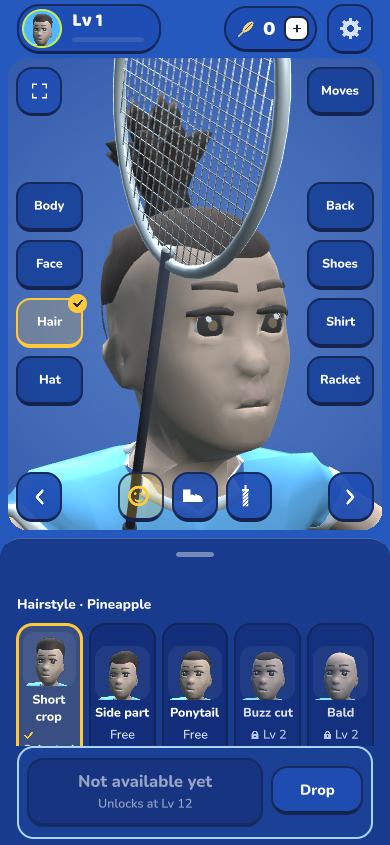 Lv 1
0
+
Moves
Body
Back
Face
Shoes
Hair
Shirt
Hat
Racket
Hairstyle · Pineapple
Short
crop
Side part
Free
Ponytail
Free
Buzz cut
Lv 2
Bald
Lv 2
Not available yet
Unlocks at Lv 12
Drop